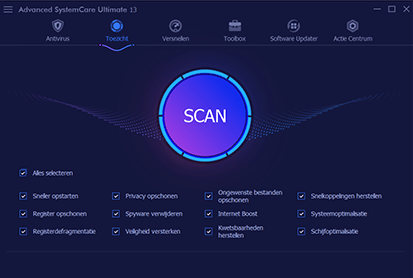 Advanced SystemCare Ultimate 13
Antivirus Toezicht Versnellen Toolbox Software Updater Actie Centrum
SCAN
Alles selecteren
Sneller opstarten Privacy opschonen Ongewenste bestanden opschonen Snelkoppelingen herstellen
Register opschonen Spyware verwijderen Internet Boost Systeemoptimalisatie
Registerdefragmentatie Veiligheid versterken Kwetsbaarheden herstellen Schijfoptimalisatie